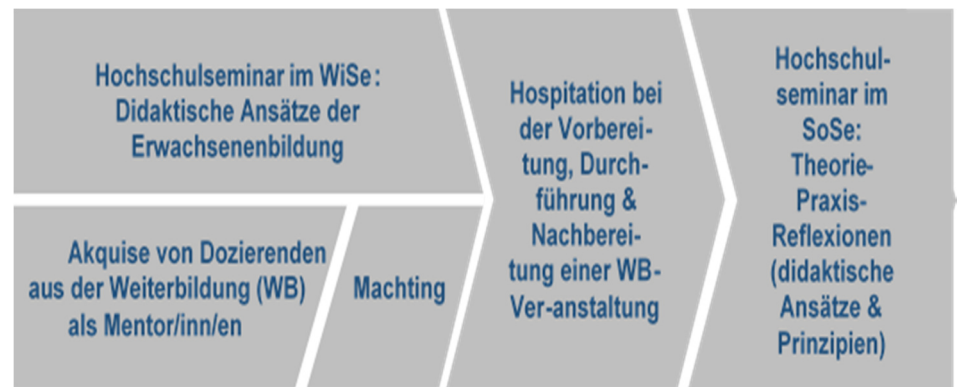 Hochschulseminar im WiSe:
Didaktische Ansätze der
Erwachsenenbildung
Akquise von Dozierenden
aus der Weiterbildung (WB)
als Mentor/inn/en
Machting
Hospitation bei
der Vorberei-
tung, Durch-
führung &
Nachberei-
tung einer WB-
Ver-anstaltung
Hochschul-
seminar im
SoSe:
Theorie-
Praxis-
Reflexionen
(didaktische
Ansätze &
Prinzipien)